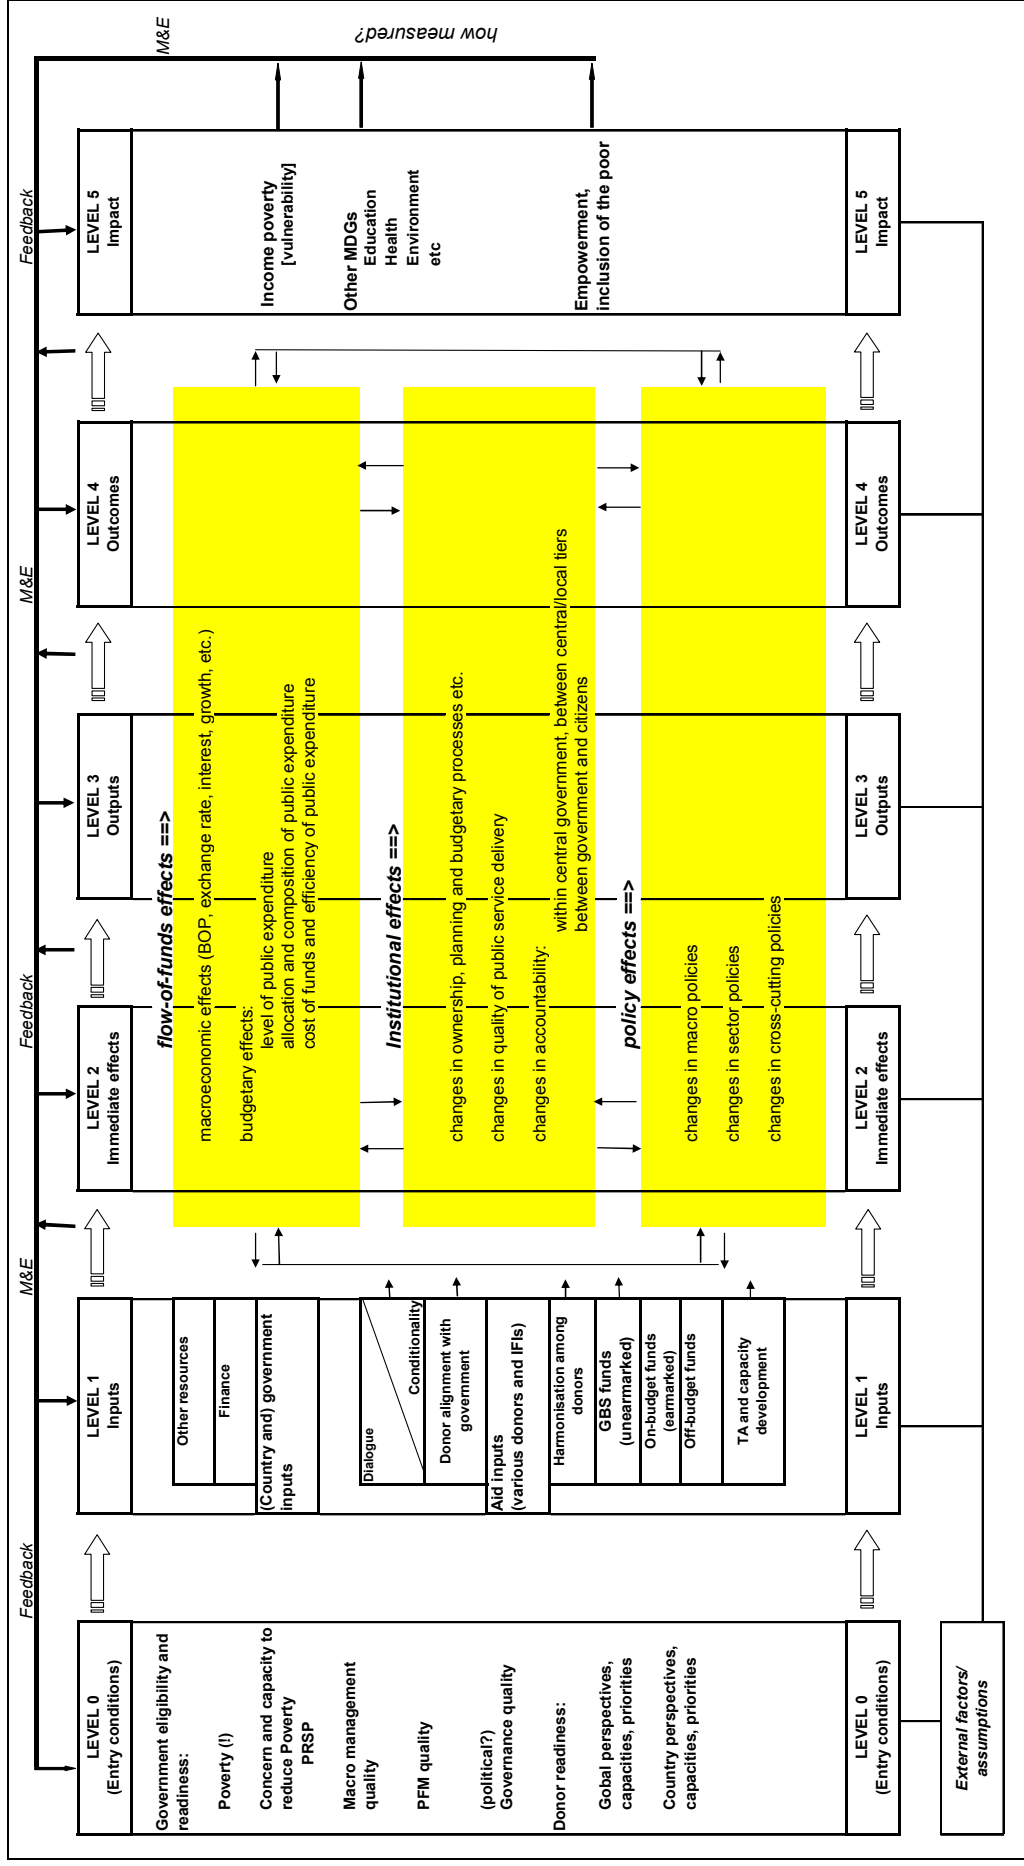 Feedback
M&E
Feedback
M&E
Feedback
M&E
how measured?
LEVEL 0
(Entry conditions)
LEVEL 1
Inputs
LEVEL 2
Immediate effects
LEVEL 3
Outputs
LEVEL 4
Outcomes
LEVEL 5
Impact
Government eligibility and
readiness:
Poverty (!)
Concern and capacity to
reduce Poverty
PRSP
Macro management
quality
PFM quality
(political?)
Governance quality
Donor readiness:
Gobal perspectives,
capacities, priorities
Country perspectives,
capacities, priorities
Other resources
Finance
(Country and) government
inputs
Dialogue
Conditionality
Donor alignment with
government
Aid inputs
(various donors and IFIs)
Harmonisation among
donors
GBS funds
(unearmarked)
On-budget funds
(earmarked)
Off-budget funds
TA and capacity
development
flow-of-funds effects ==>
macroeconomic effects (BOP, exchange rate, interest, growth, etc.)
budgetary effects:
level of public expenditure
allocation and composition of public expenditure
cost of funds and efficiency of public expenditure
Institutional effects ==>
changes in ownership, planning and budgetary processes etc.
changes in quality of public service delivery
changes in accountability:
within central government, between central/local tiers
between government and citizens
policy effects ==>
changes in macro policies
changes in sector policies
changes in cross-cutting policies
Income poverty
[vulnerability]
Other MDGs
Education
Health
Environment
etc
Empowerment,
inclusion of the poor
LEVEL 0
(Entry conditions)
LEVEL 1
Inputs
LEVEL 2
Immediate effects
LEVEL 3
Outputs
LEVEL 4
Outcomes
LEVEL 5
Impact
External factors/
assumptions